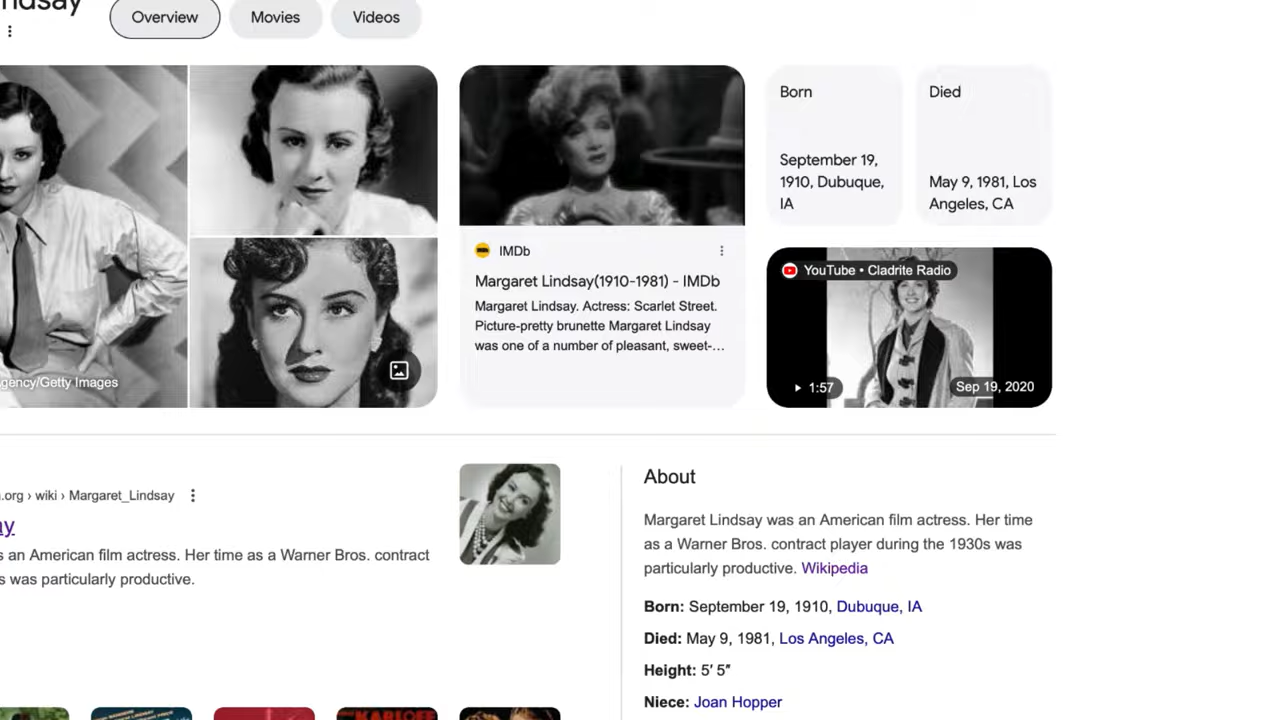 ndsay
Overview
Movies
Videos
gency/Getty Images
IMDb
Margaret Lindsay(1910-1981) - IMDb
Margaret Lindsay. Actress: Scarlet Street.
Picture-pretty brunette Margaret Lindsay
was one of a number of pleasant, sweet-...
Born
September 19,
1910, Dubuque,
IA
Died
May 9, 1981, Los
Angeles, CA
YouTube • Cladrite Radio
1:57
Sep 19, 2020
.org › wiki › Margaret_Lindsay
ay
s an American film actress. Her time as a Warner Bros. contract
s was particularly productive.
About
Margaret Lindsay was an American film actress. Her time
as a Warner Bros. contract player during the 1930s was
particularly productive. Wikipedia
Born: September 19, 1910, Dubuque, IA
Died: May 9, 1981, Los Angeles, CA
Height: 5′ 5″
Niece: Joan Hopper
KARLOFF